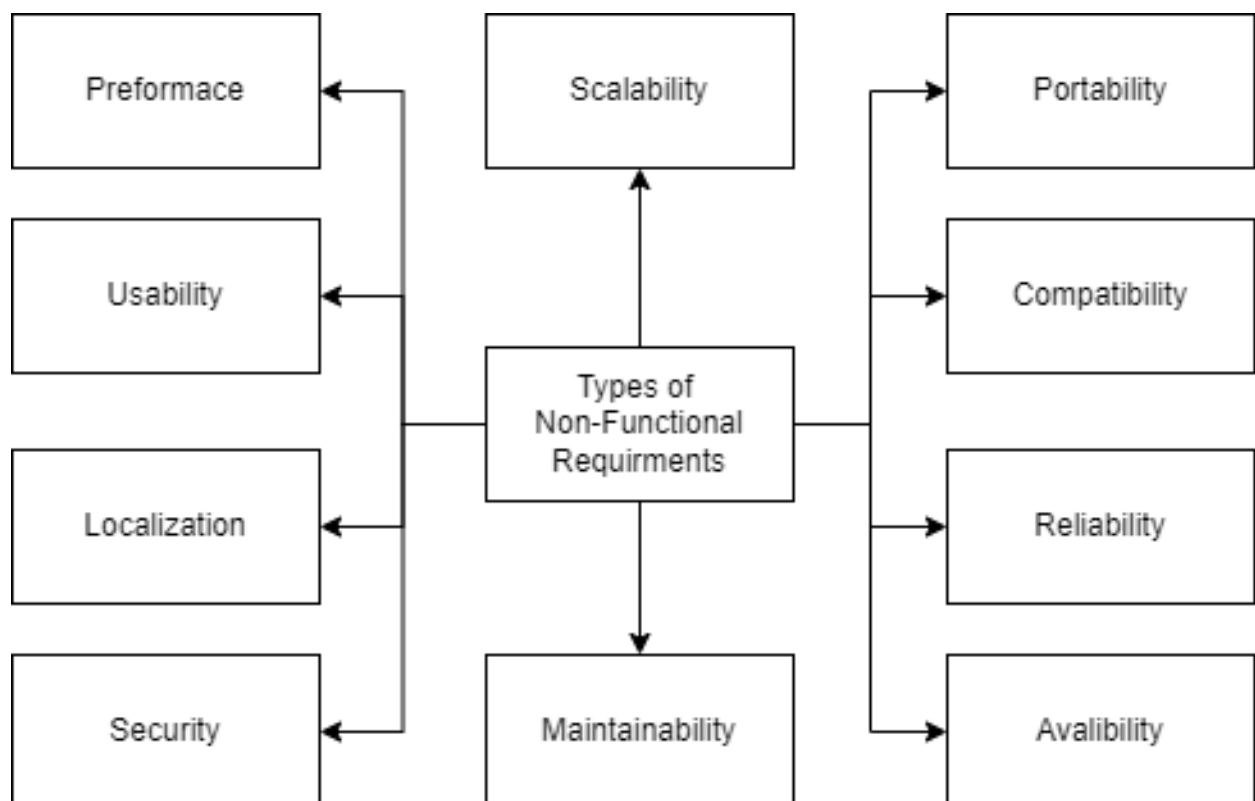 Preformace
Scalability
Portability
Usability
Compatibility
Types of
Non-Functional
Requirments
Localization
Reliability
Security
Maintainability
Avalibility